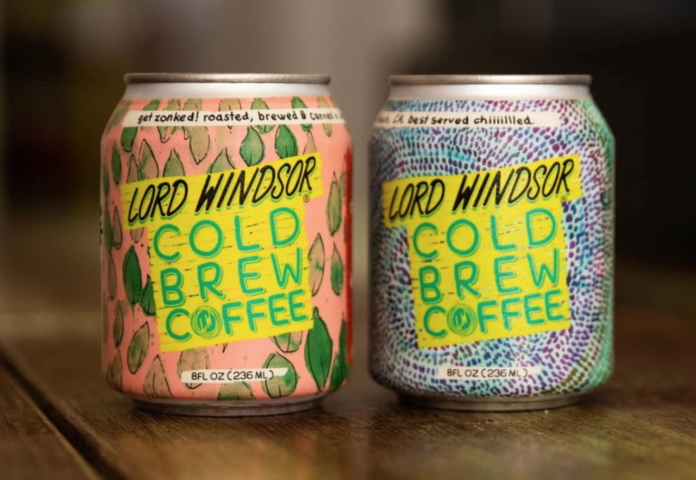 get zonked! roasted, brewed & canned
LORD WINDSOR®
COLD
BREW
COFFEE
8FL OZ (236 ML)
CA. best served chiiiillled.
LORD WINDSOR®
COLD
BREW
COFFEE
8FL OZ (236 ML)